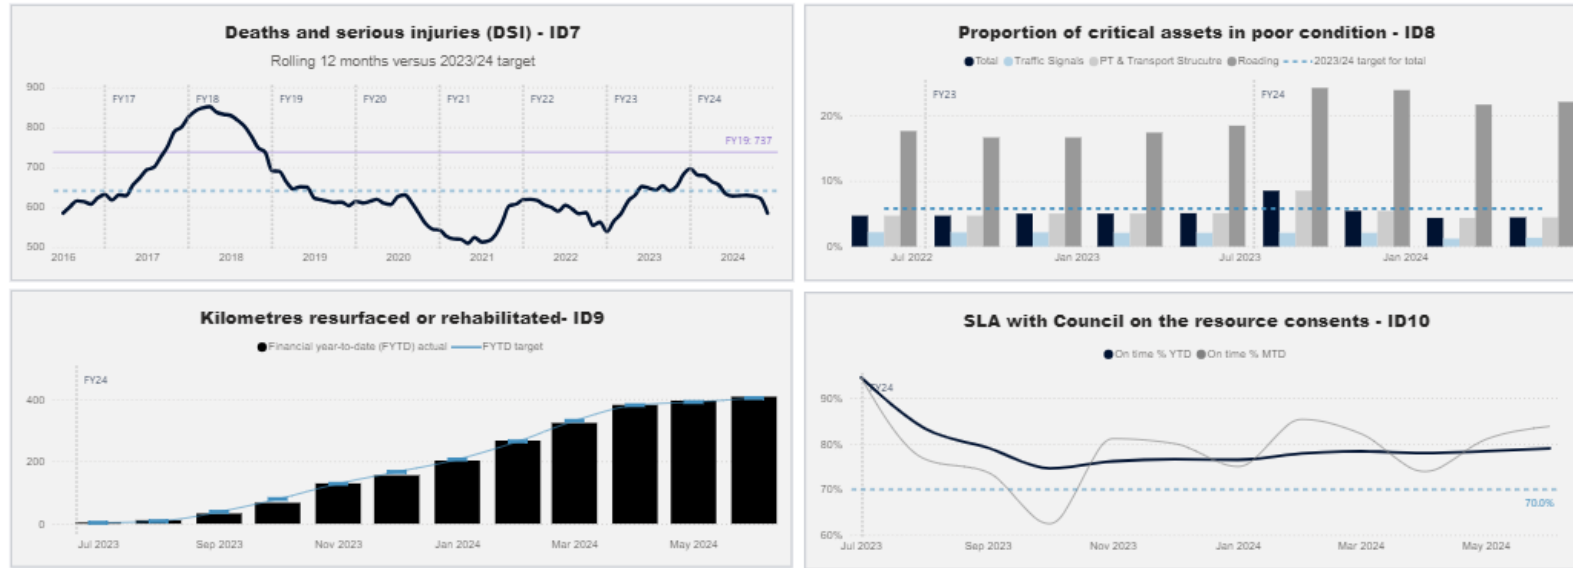 Deaths and serious injuries (DSI) - ID7
Rolling 12 months versus 2023/24 target
900
800
700
600
500
FY17
FY18
FY19
FY20
FY21
FY22
FY23
FY24
FY19: 737
2016
2017
2018
2019
2020
2021
2022
2023
2024
Proportion of critical assets in poor condition - ID8
Total Traffic Signals PT & Transport Strucutre Roading 2023/24 target for total
FY23
FY24
20%
10%
0%
Jul 2022
Jan 2023
Jul 2023
Jan 2024
Kilometres resurfaced or rehabilitated- ID9
Financial year-to-date (FYTD) actual FYTD target
FY24
400
200
0
Jul 2023
Sep 2023
Nov 2023
Jan 2024
Mar 2024
May 2024
SLA with Council on the resource consents - ID10
On time % YTD On time % MTD
FY24
90%
80%
70%
60%
70.0%
Jul 2023
Sep 2023
Nov 2023
Jan 2024
Mar 2024
May 2024